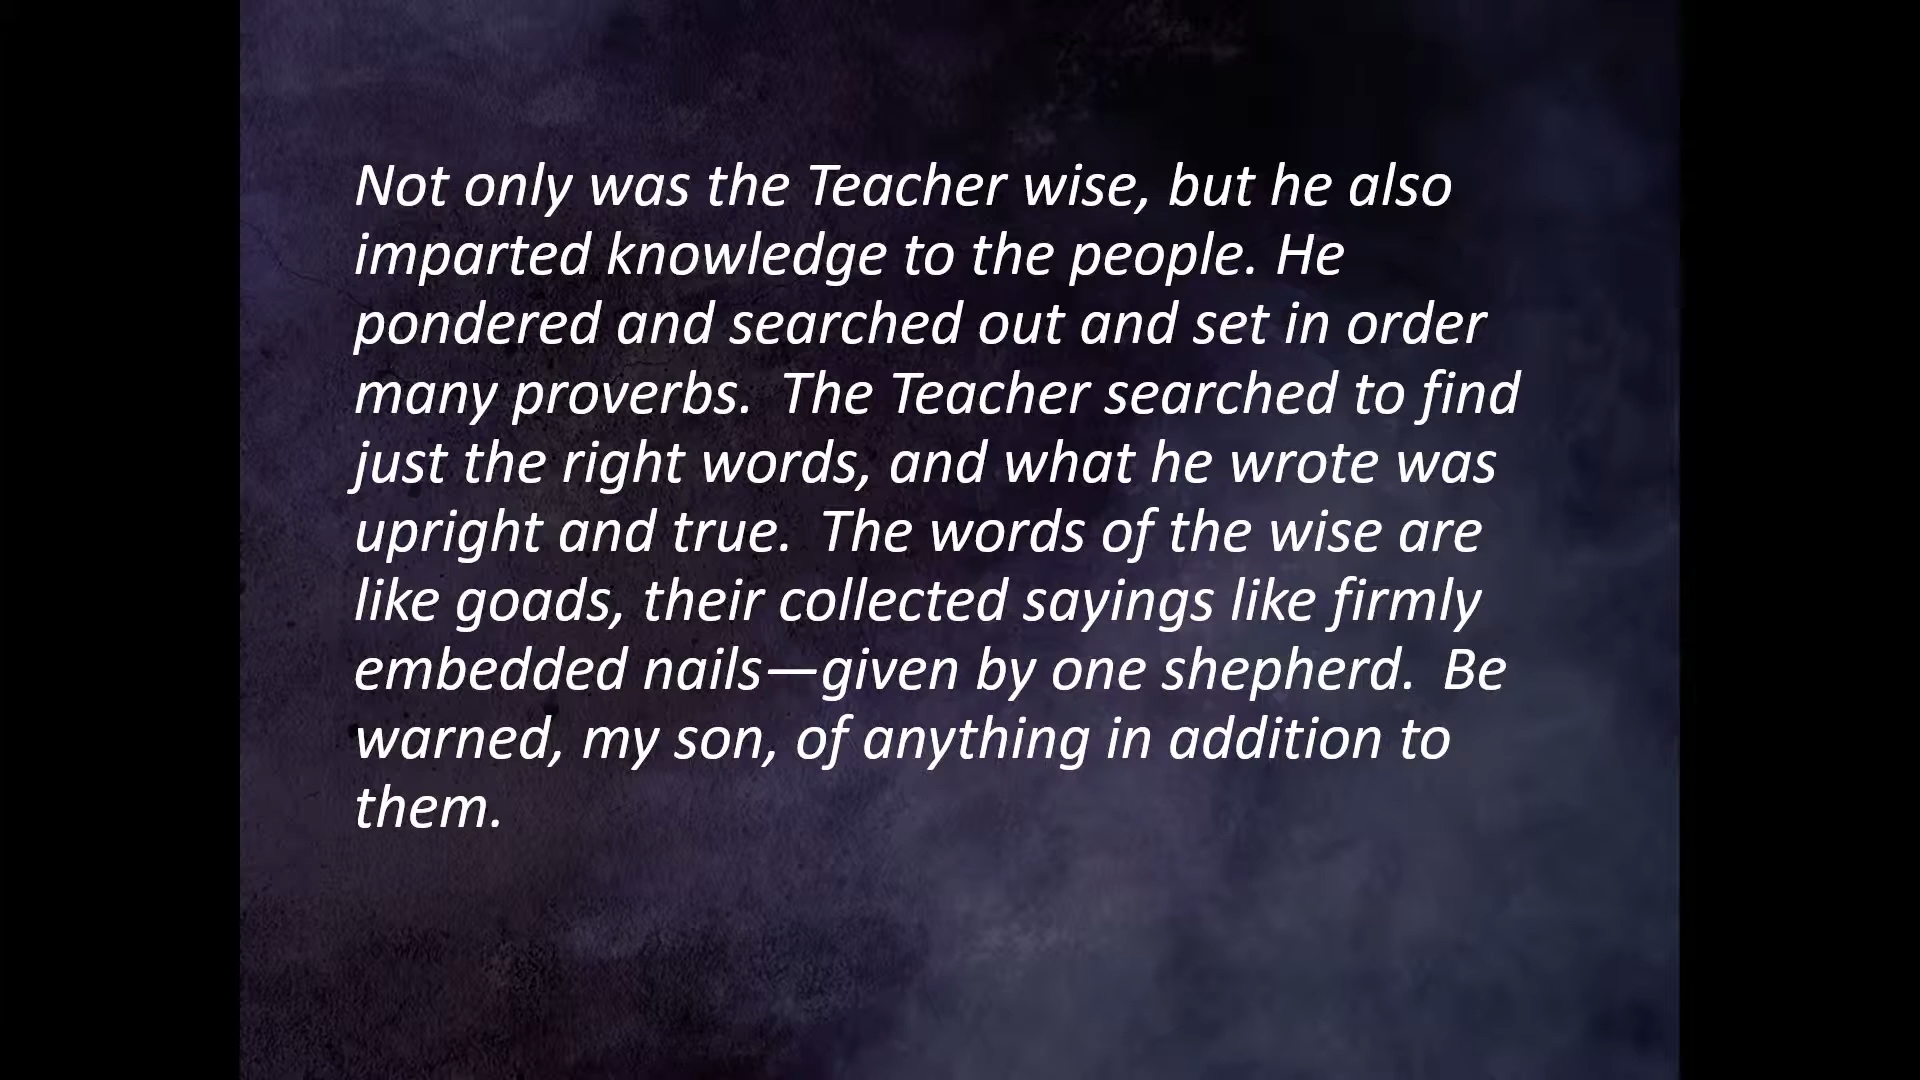 Not only was the Teacher wise, but he also
imparted knowledge to the people. He
pondered and searched out and set in order
many proverbs.  The Teacher searched to find
just the right words, and what he wrote was
upright and true.  The words of the wise are
like goads, their collected sayings like firmly
embedded nails—given by one shepherd.  Be
warned, my son, of anything in addition to
them.